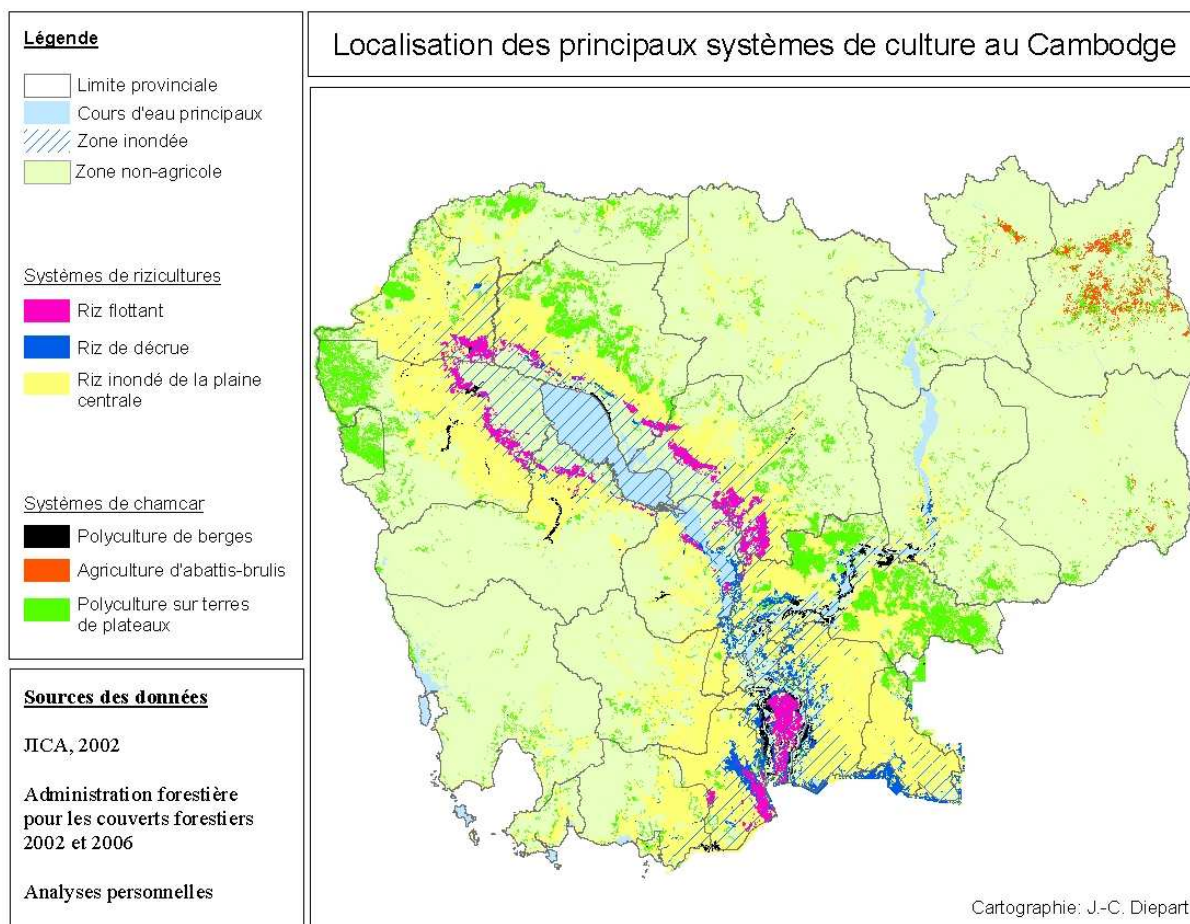 Localisation des principaux systèmes de culture au Cambodge
Légende
Limite provinciale
Cours d'eau principaux
Zone inondée
Zone non-agricole
Systèmes de rizicultures
Riz flottant
Riz de décrue
Riz inondé de la plaine
centrale
Systèmes de chamcar
Polyculture de berges
Agriculture d'abattis-brulis
Polyculture sur terres
de plateaux
Sources des données
JICA, 2002
Administration forestière
pour les couverts forestiers
2002 et 2006
Analyses personnelles
Cartographie: J.-C. Diepart